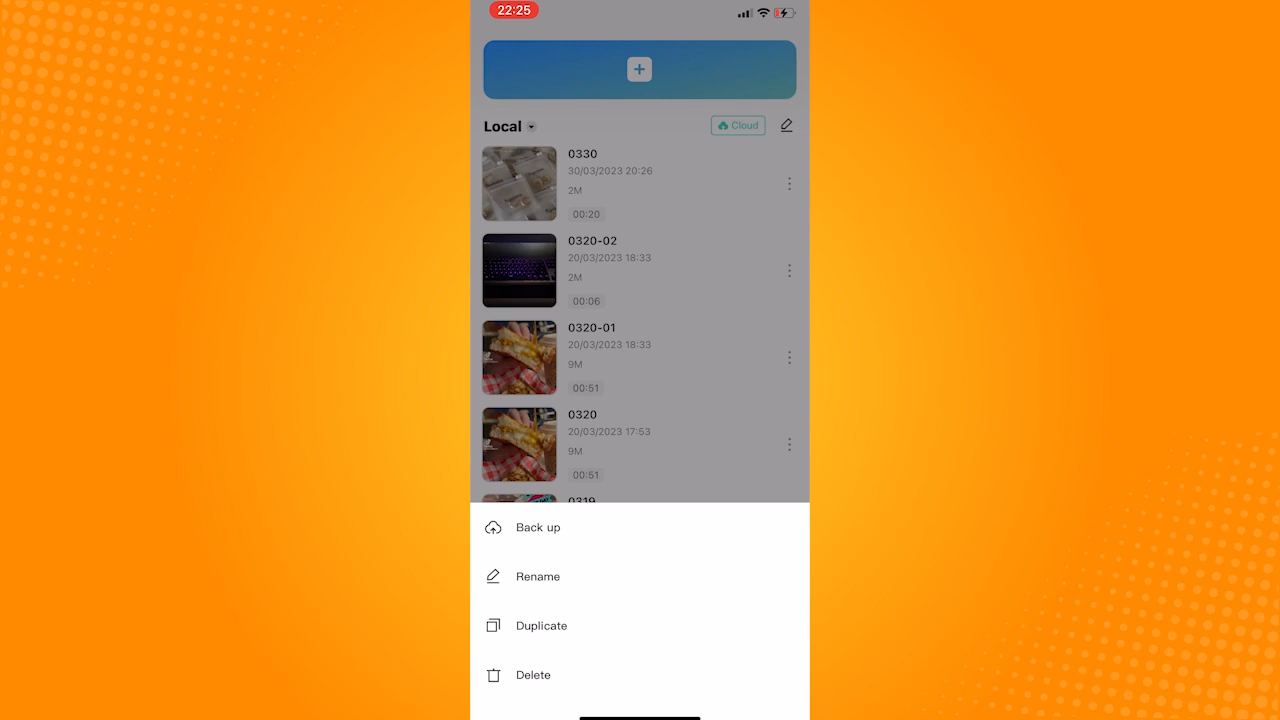 22:25
Local
Cloud
0330
30/03/2023 20:26
2M
00:20
0320-02
20/03/2023 18:33
2M
00:06
0320-01
20/03/2023 18:33
9M
00:51
0320
20/03/2023 17:53
9M
00:51
0319
Back up
Rename
Duplicate
Delete